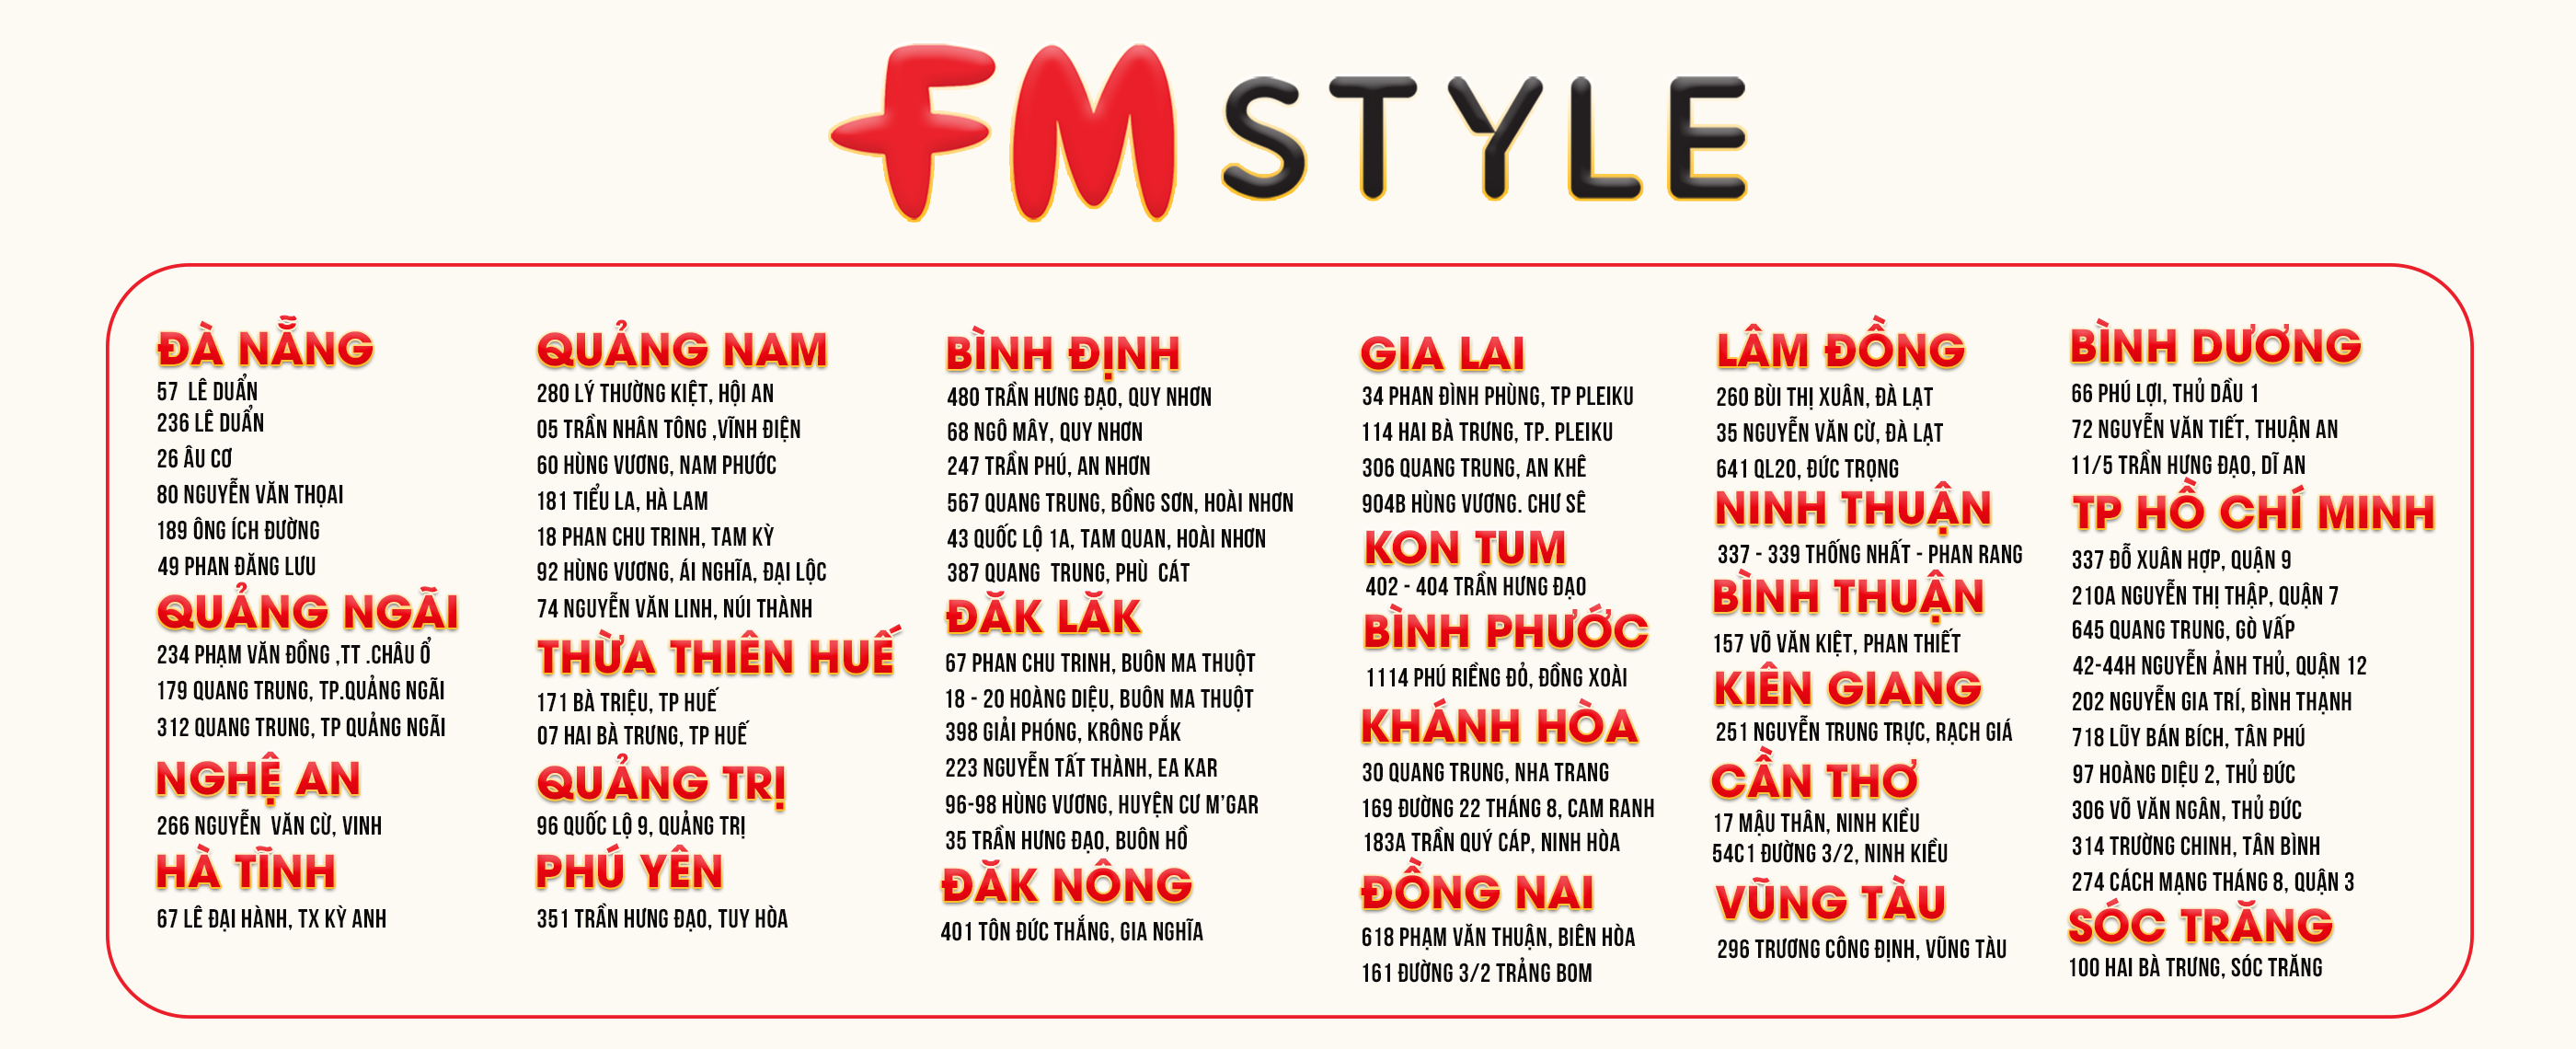 FM STYLE
ĐÀ NẴNG
57 LÊ DUẨN
236 LÊ DUẨN
26 ÂU CƠ
80 NGUYỄN VĂN THOẠI
189 ÔNG ÍCH ĐƯỜNG
49 PHAN ĐĂNG LƯU
QUẢNG NGÃI
234 PHẠM VĂN ĐỒNG ,TT .CHÂU Ổ
179 QUANG TRUNG, TP.QUẢNG NGÃI
312 QUANG TRUNG, TP QUẢNG NGÃI
NGHỆ AN
266 NGUYỄN VĂN CỪ, VINH
HÀ TĨNH
67 LÊ ĐẠI HÀNH, TX KỲ ANH
QUẢNG NAM
280 LÝ THƯỜNG KIỆT, HỘI AN
05 TRẦN NHÂN TÔNG ,VĨNH ĐIỆN
60 HÙNG VƯƠNG, NAM PHƯỚC
181 TIỂU LA, HÀ LAM
18 PHAN CHU TRINH, TAM KỲ
92 HÙNG VƯƠNG, ÁI NGHĨA, ĐẠI LỘC
74 NGUYỄN VĂN LINH, NÚI THÀNH
THỪA THIÊN HUẾ
171 BÀ TRIỆU, TP HUẾ
07 HAI BÀ TRƯNG, TP HUẾ
QUẢNG TRỊ
96 QUỐC LỘ 9, QUẢNG TRỊ
PHÚ YÊN
351 TRẦN HƯNG ĐẠO, TUY HÒA
BÌNH ĐỊNH
480 TRẦN HƯNG ĐẠO, QUY NHƠN
68 NGÔ MÂY, QUY NHƠN
247 TRẦN PHÚ, AN NHƠN
567 QUANG TRUNG, BỒNG SƠN, HOÀI NHƠN
43 QUỐC LỘ 1A, TAM QUAN, HOÀI NHƠN
387 QUANG TRUNG, PHÙ CÁT
ĐĂK LĂK
67 PHAN CHU TRINH, BUÔN MA THUỘT
18 - 20 HOÀNG DIỆU, BUÔN MA THUỘT
398 GIẢI PHÓNG, KRÔNG PẮK
223 NGUYỄN TẤT THÀNH, EA KAR
96-98 HÙNG VƯƠNG, HUYỆN CƯ M'GAR
35 TRẦN HƯNG ĐẠO, BUÔN HỒ
ĐĂK NÔNG
401 TÔN ĐỨC THẮNG, GIA NGHĨA
GIA LAI
34 PHAN ĐÌNH PHÙNG, TP PLEIKU
114 HAI BÀ TRƯNG, TP. PLEIKU
306 QUANG TRUNG, AN KHÊ
904B HÙNG VƯƠNG. CHƯ SÊ
KON TUM
402 - 404 TRẦN HƯNG ĐẠO
BÌNH PHƯỚC
1114 PHÚ RIỀNG ĐỎ, ĐỒNG XOÀI
KHÁNH HÒA
30 QUANG TRUNG, NHA TRANG
169 ĐƯỜNG 22 THÁNG 8, CAM RANH
183A TRẦN QUÝ CÁP, NINH HÒA
ĐỒNG NAI
618 PHẠM VĂN THUẬN, BIÊN HÒA
161 ĐƯỜNG 3/2 TRẢNG BOM
LÂM ĐỒNG
260 BÙI THỊ XUÂN, ĐÀ LẠT
35 NGUYỄN VĂN CỪ, ĐÀ LẠT
641 QL20, ĐỨC TRỌNG
NINH THUẬN
337 - 339 THỐNG NHẤT - PHAN RANG
BÌNH THUẬN
157 VÕ VĂN KIỆT, PHAN THIẾT
KIÊN GIANG
251 NGUYỄN TRUNG TRỰC, RẠCH GIÁ
CẦN THƠ
17 MẬU THÂN, NINH KIỀU
54C1 ĐƯỜNG 3/2, NINH KIỀU
VŨNG TÀU
296 TRƯƠNG CÔNG ĐỊNH, VŨNG TÀU
BÌNH DƯƠNG
66 PHÚ LỢI, THỦ DẦU 1
72 NGUYỄN VĂN TIẾT, THUẬN AN
11/5 TRẦN HƯNG ĐẠO, DĨ AN
TP HỒ CHÍ MINH
337 ĐỖ XUÂN HỢP, QUẬN 9
210A NGUYỄN THỊ THẬP, QUẬN 7
645 QUANG TRUNG, GÒ VẤP
42-44H NGUYỄN ẢNH THỦ, QUẬN 12
202 NGUYỄN GIA TRÍ, BÌNH THẠNH
718 LŨY BÁN BÍCH, TÂN PHÚ
97 HOÀNG DIỆU 2, THỦ ĐỨC
306 VÕ VĂN NGÂN, THỦ ĐỨC
314 TRƯỜNG CHINH, TÂN BÌNH
274 CÁCH MẠNG THÁNG 8, QUẬN 3
SÓC TRĂNG
100 HAI BÀ TRƯNG, SÓC TRĂNG